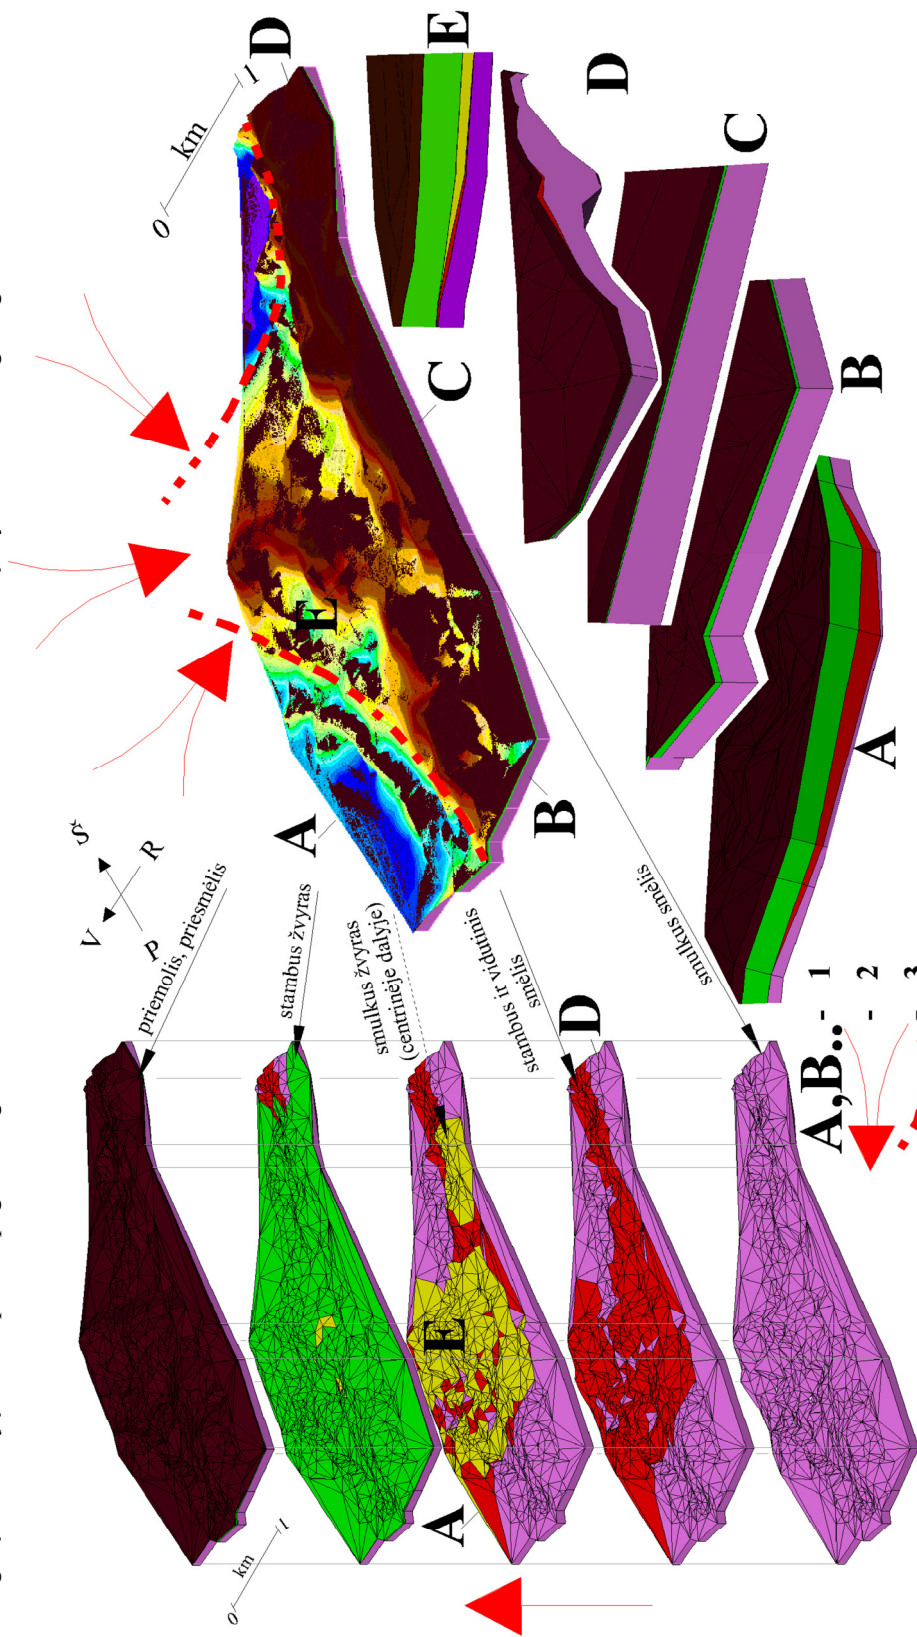 0 km 1
priemolis, priesmėlis
stambus žvyras
smulkus žvyras
(centrinėje dalyje)
stambus ir vidutinis
smėlis
smulkus smėlis
A
E
D
V
Š
P
R
0 km 1
A
E
B
C
D
A
B
C
D
E
A,B.. - 1
- 2
- 3